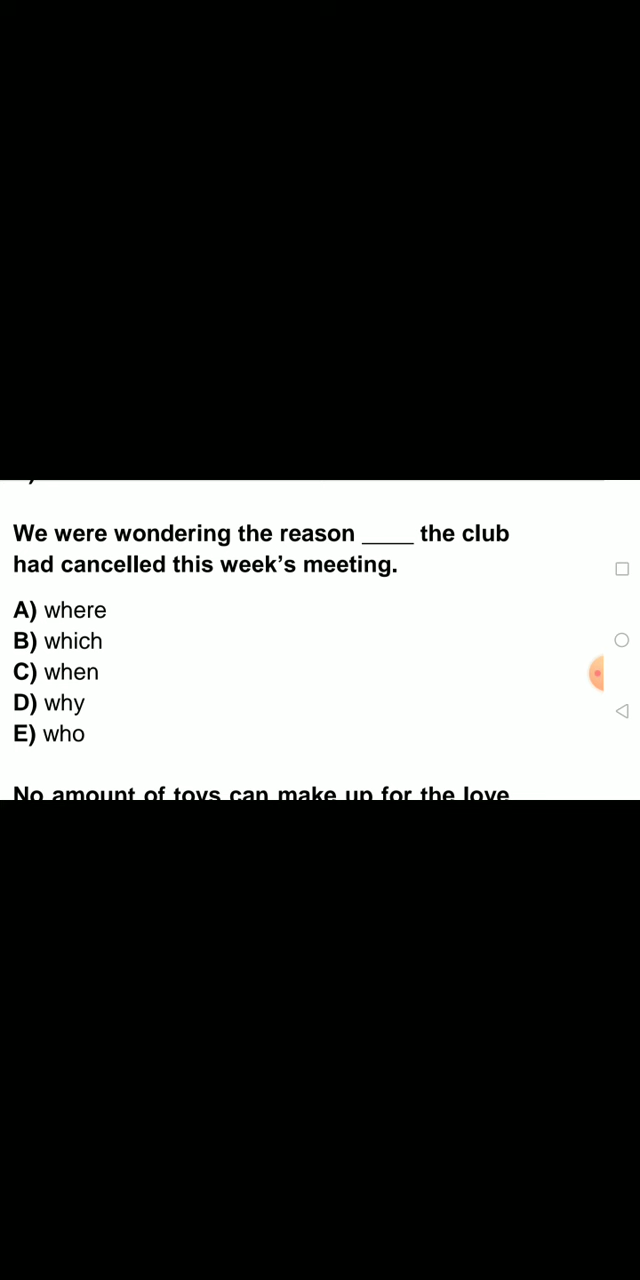 We were wondering the reason ____ the club
had cancelled this week’s meeting.
A) where
B) which
C) when
D) why
E) who
No amount of toys can make up for the love